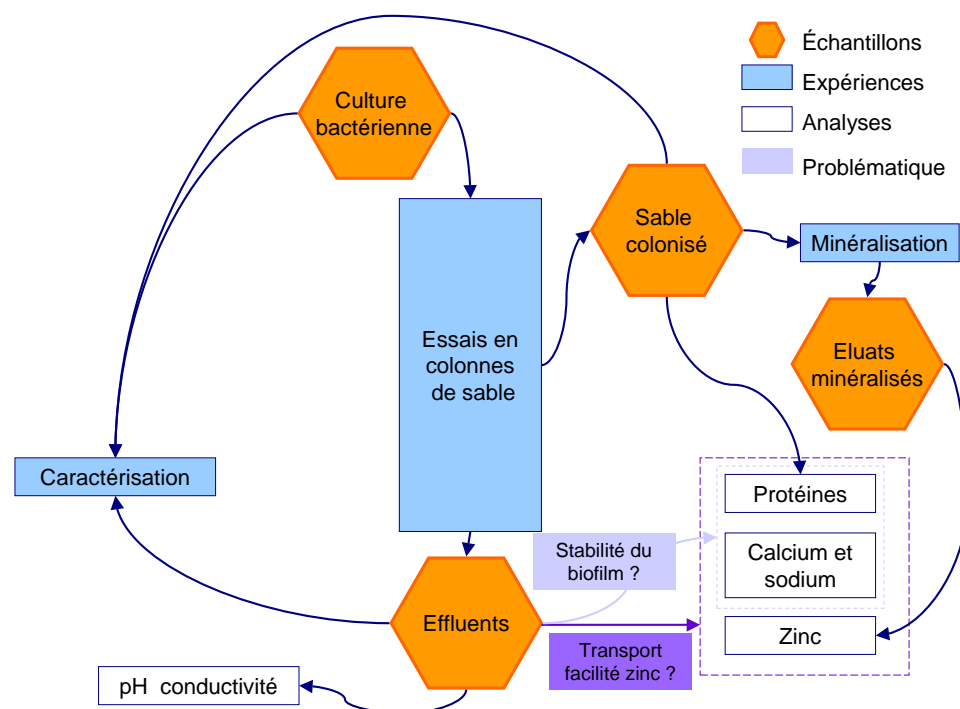 Échantillons
Expériences
Analyses
Problématique
Culture
bactérienne
Sable
colonisé
Minéralisation
Essais en
colonnes
de sable
Eluats
minéralisés
Caractérisation
Protéines
Stabilité du
biofilm ?
Calcium et
sodium
Effluents
Zinc
Transport
facilité zinc ?
pH conductivité